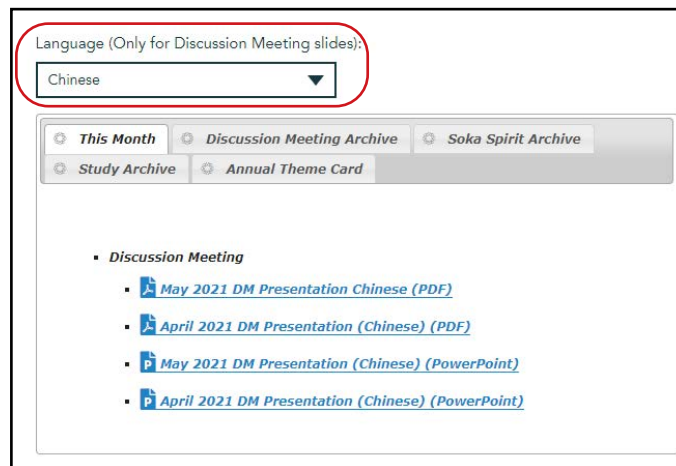 Language (Only for Discussion Meeting slides):
Chinese
This Month
Discussion Meeting Archive
Soka Spirit Archive
Study Archive
Annual Theme Card
Discussion Meeting
May 2021 DM Presentation Chinese (PDF)
April 2021 DM Presentation (Chinese) (PDF)
May 2021 DM Presentation (Chinese) (PowerPoint)
April 2021 DM Presentation (Chinese) (PowerPoint)